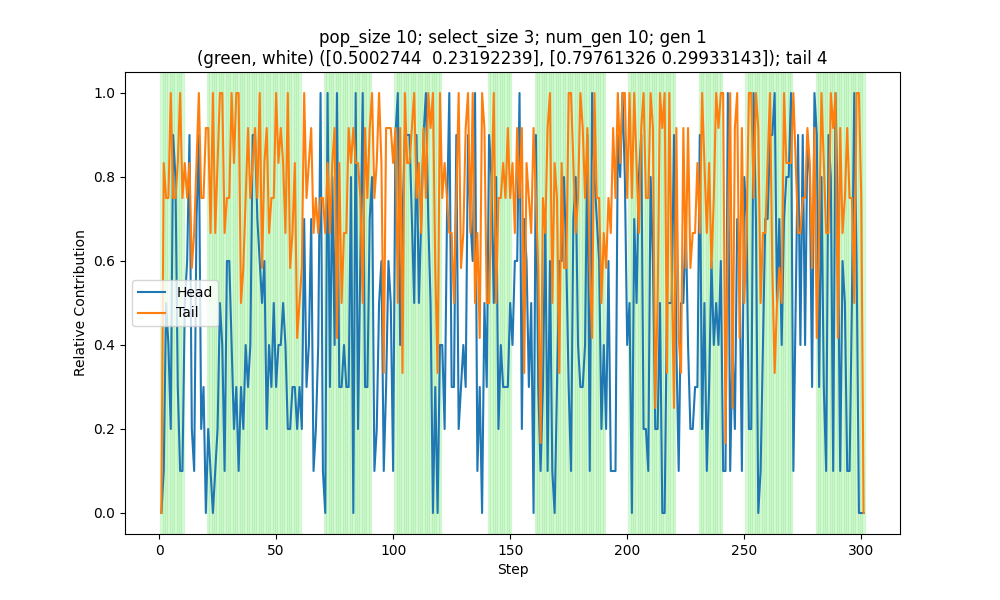 pop_size 10; select_size 3; num_gen 10; gen 1
(green, white) ([0.5002744  0.23192239], [0.79761326 0.29933143]); tail 4
Relative Contribution
1.0
0.8
0.6
0.4
0.2
0.0
Head
Tail
0
50
100
150
200
250
300
Step